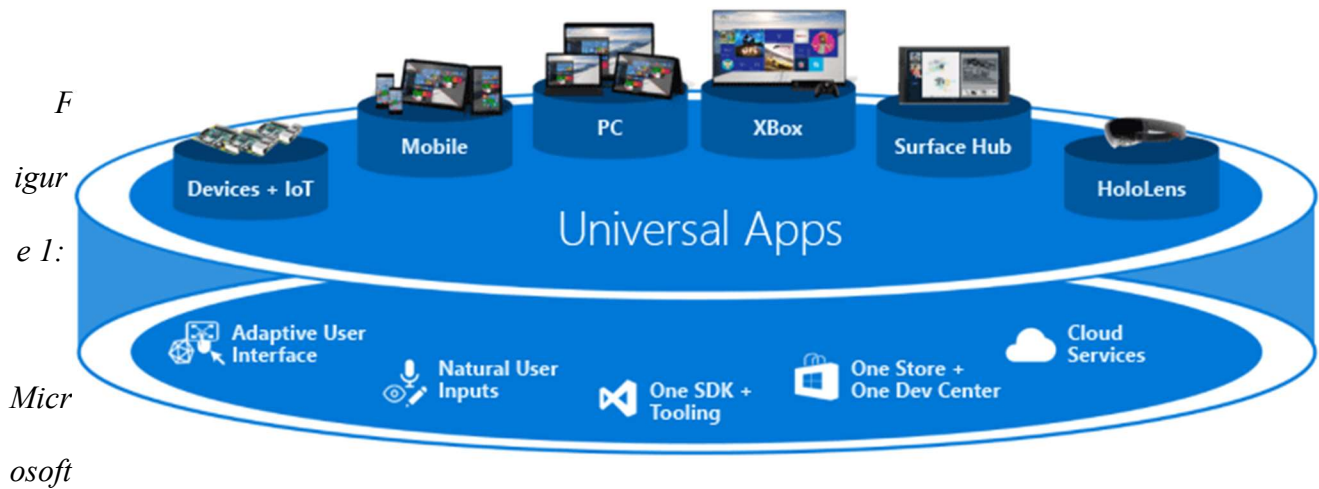 F
igur
e 1:
Micr
osoft
PC
XBox
Mobile
Surface Hub
Devices + IoT
HoloLens
Universal Apps
Adaptive User
Interface
Natural User
Inputs
One SDK +
Tooling
One Store +
One Dev Center
Cloud
Services